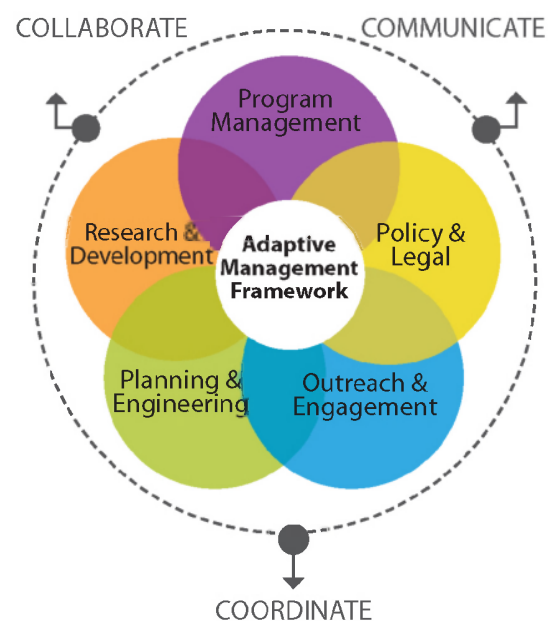 COLLABORATE
COMMUNICATE
Program
Management
Research &
Development
Adaptive
Management
Framework
Policy &
Legal
Planning &
Engineering
Outreach &
Engagement
COORDINATE